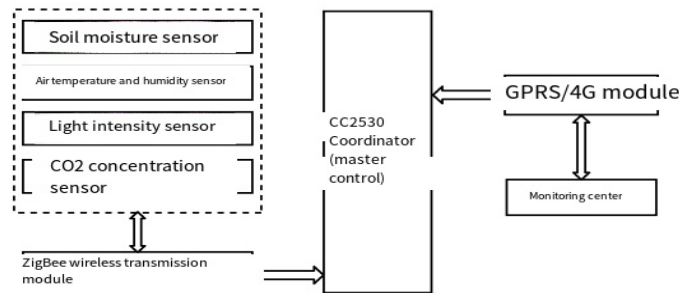 Soil moisture sensor
Air temperature and humidity sensor
Light intensity sensor
CO2 concentration
sensor
ZigBee wireless transmission
module
CC2530
Coordinator
(master
control)
GPRS/4G module
Monitoring center